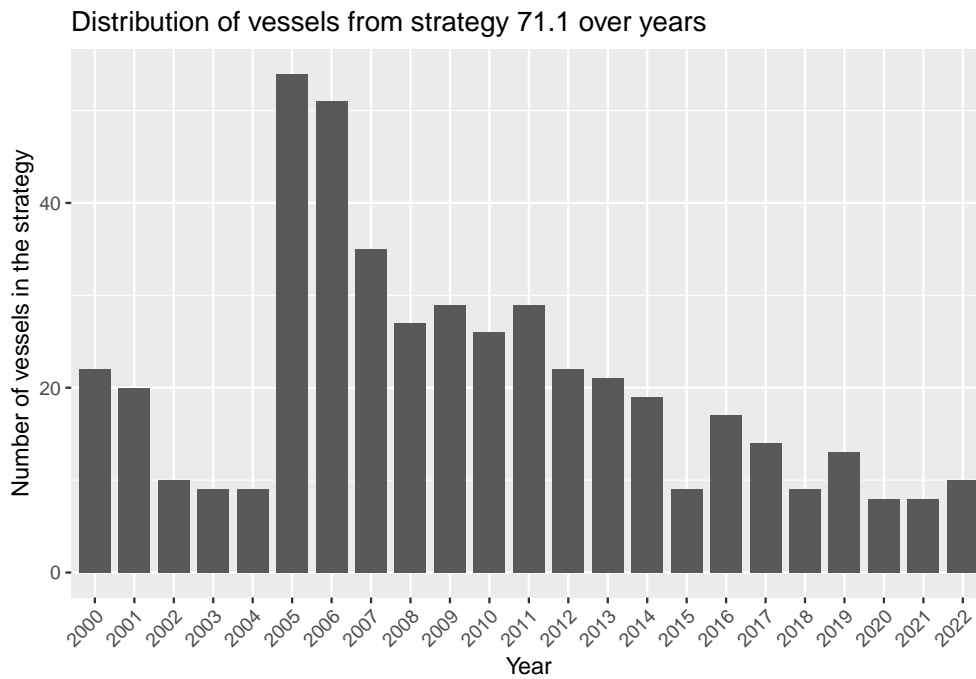 Distribution of vessels from strategy 71.1 over years
Number of vessels in the strategy
40
20
0
2000 2001 2002 2003 2004 2005 2006 2007 2008 2009 2010 2011 2012 2013 2014 2015 2016 2017 2018 2019 2020 2021 2022
Year